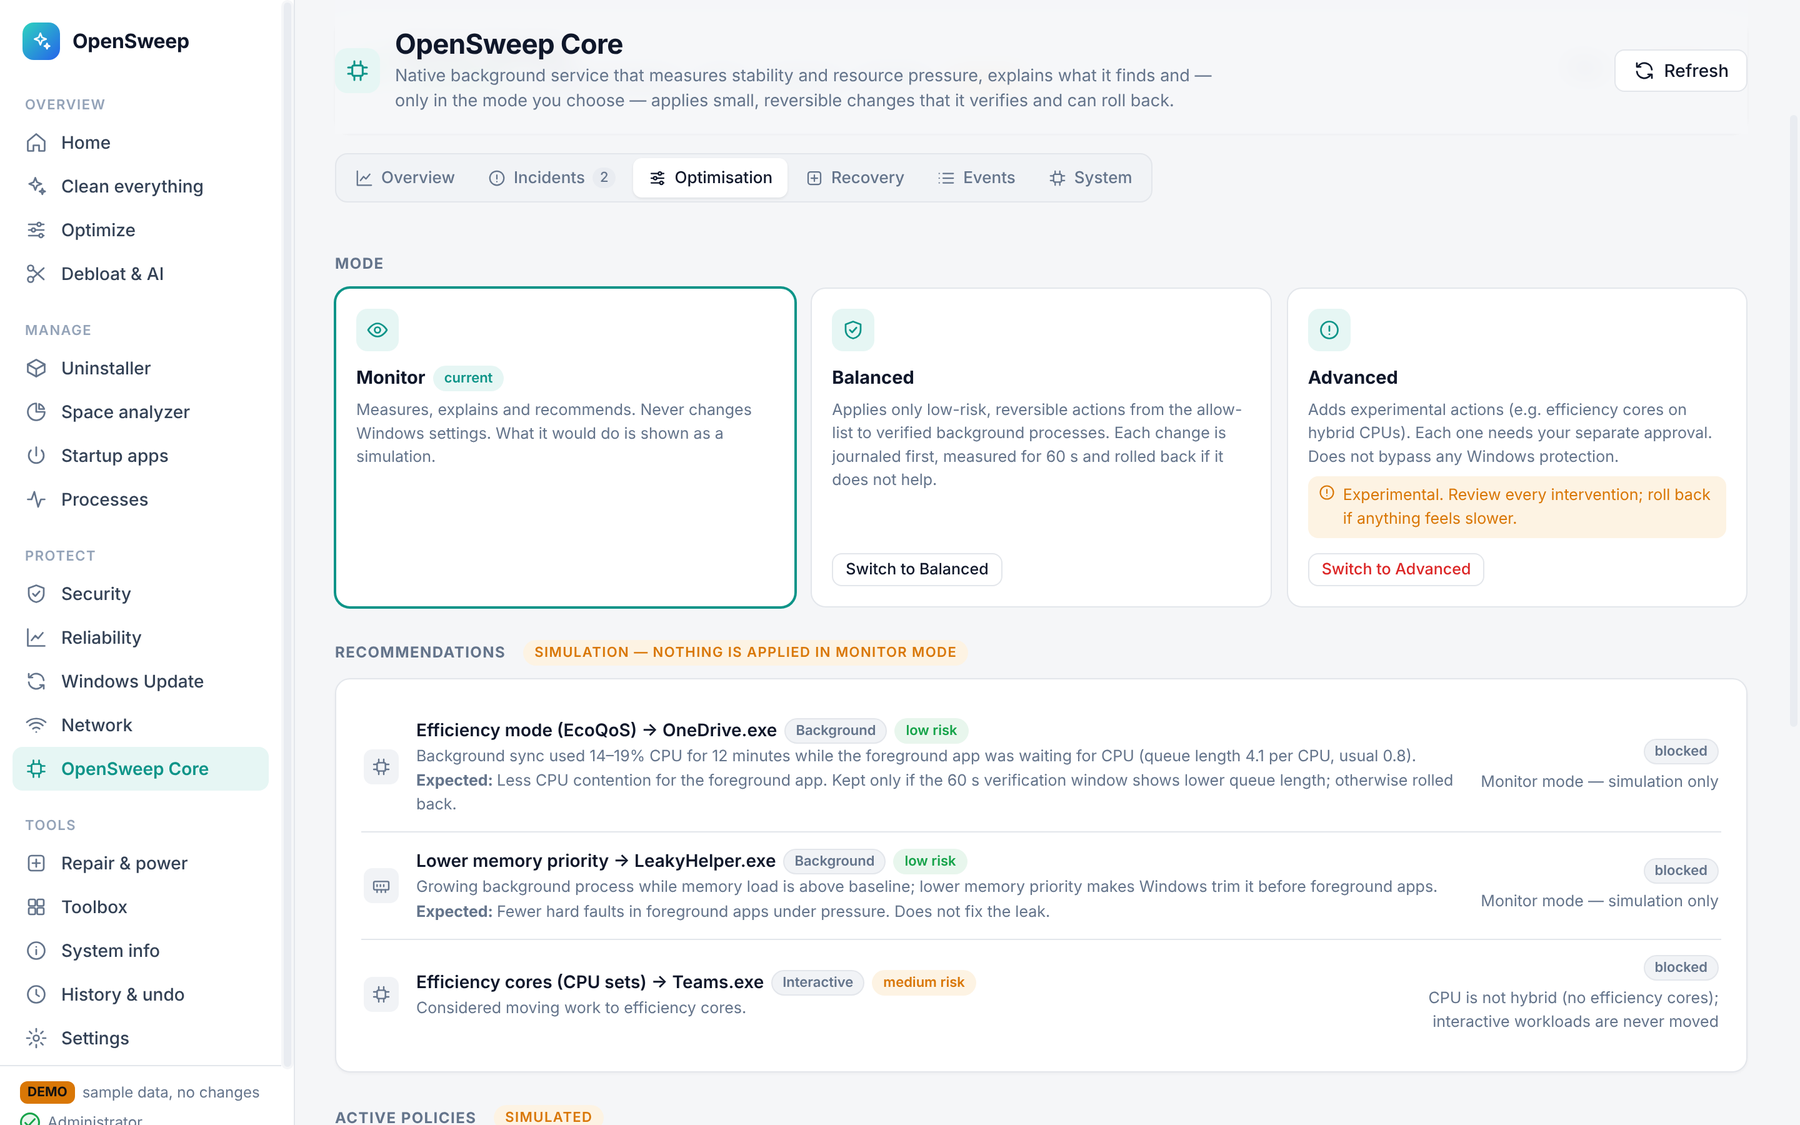 OpenSweep
OVERVIEW
Home
Clean everything
Optimize
Debloat & AI
MANAGE
Uninstaller
Space analyzer
Startup apps
Processes
PROTECT
Security
Reliability
Windows Update
Network
OpenSweep Core
TOOLS
Repair & power
Toolbox
System info
History & undo
Settings
DEMO sample data, no changes
Administrator
OpenSweep Core
Native background service that measures stability and resource pressure, explains what it finds and —
only in the mode you choose — applies small, reversible changes that it verifies and can roll back.
Refresh
Overview Incidents 2 Optimisation Recovery Events System
MODE
Monitor current
Measures, explains and recommends. Never changes
Windows settings. What it would do is shown as a
simulation.
Balanced
Applies only low-risk, reversible actions from the allow-
list to verified background processes. Each change is
journaled first, measured for 60 s and rolled back if it
does not help.
Switch to Balanced
Advanced
Adds experimental actions (e.g. efficiency cores on
hybrid CPUs). Each one needs your separate approval.
Does not bypass any Windows protection.
Experimental. Review every intervention; roll back
if anything feels slower.
Switch to Advanced
RECOMMENDATIONS SIMULATION — NOTHING IS APPLIED IN MONITOR MODE
Efficiency mode (EcoQoS) → OneDrive.exe Background low risk
Background sync used 14–19% CPU for 12 minutes while the foreground app was waiting for CPU (queue length 4.1 per CPU, usual 0.8).
Expected: Less CPU contention for the foreground app. Kept only if the 60 s verification window shows lower queue length; otherwise rolled
back.
blocked
Monitor mode — simulation only
Lower memory priority → LeakyHelper.exe Background low risk
Growing background process while memory load is above baseline; lower memory priority makes Windows trim it before foreground apps.
Expected: Fewer hard faults in foreground apps under pressure. Does not fix the leak.
blocked
Monitor mode — simulation only
Efficiency cores (CPU sets) → Teams.exe Interactive medium risk
Considered moving work to efficiency cores.
blocked
CPU is not hybrid (no efficiency cores);
interactive workloads are never moved
ACTIVE POLICIES SIMULATED